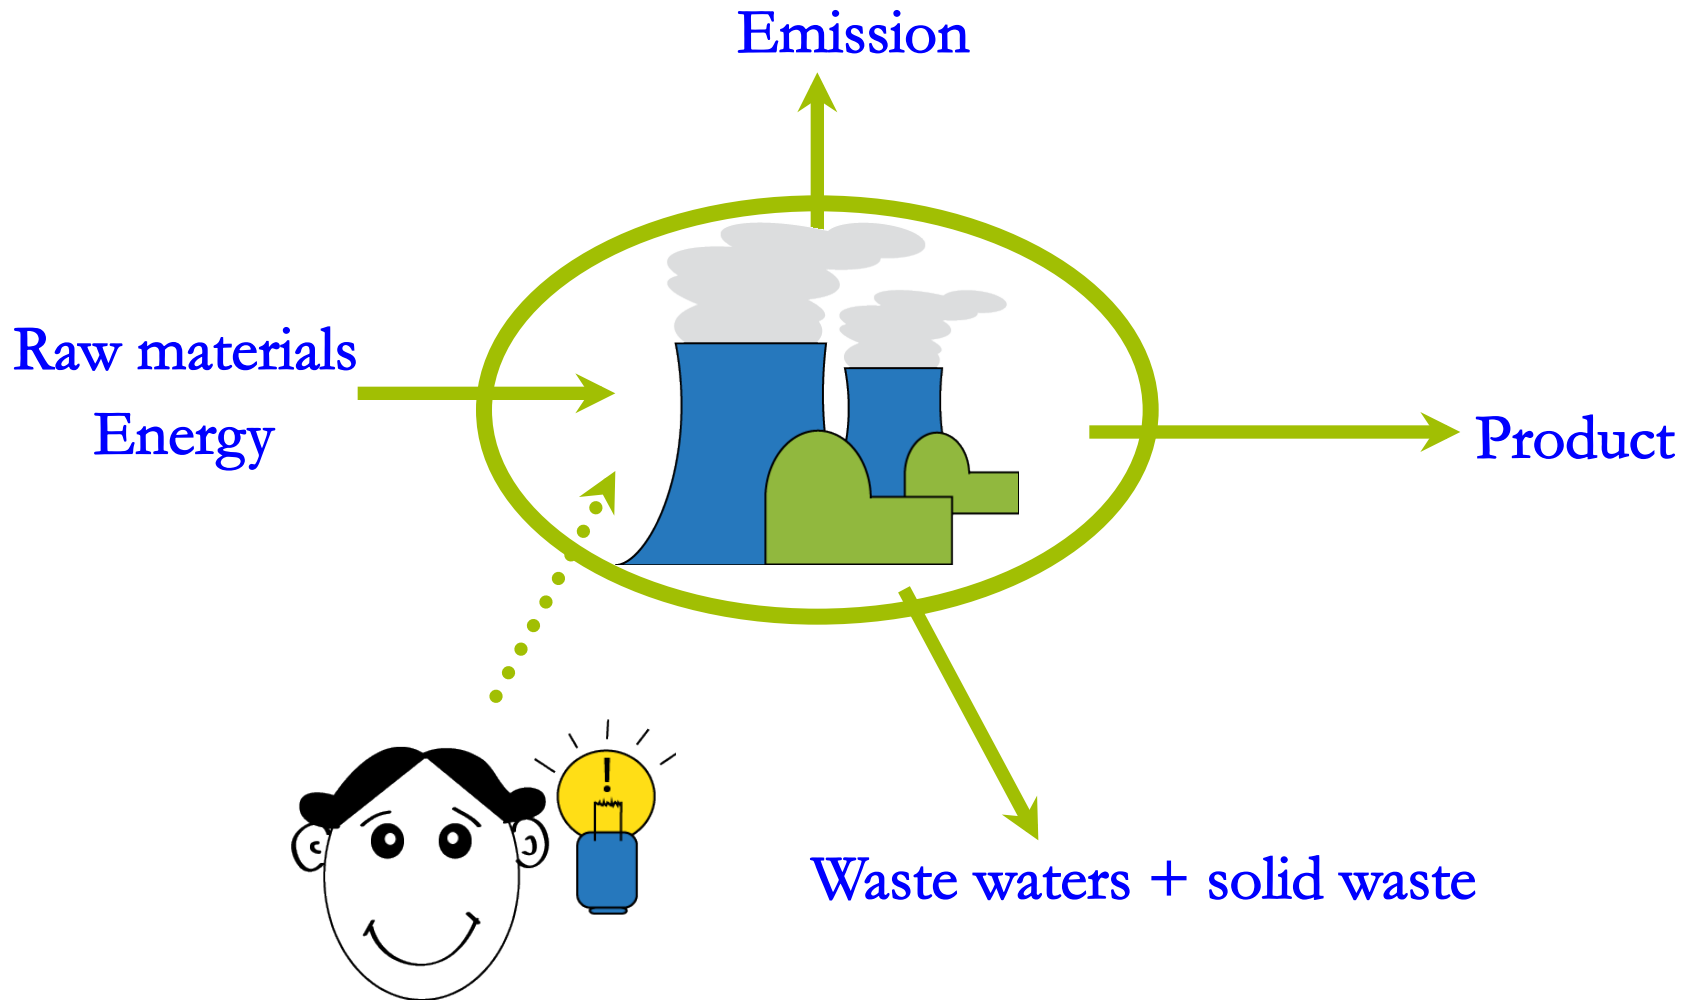 Emission
Raw materials
Energy
Product
!
Waste waters + solid waste